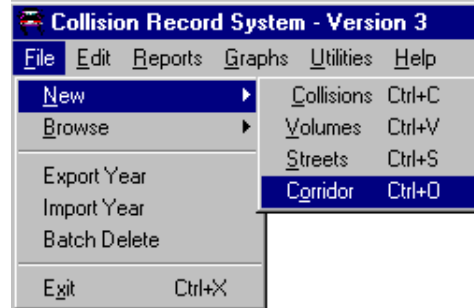 Collision Record System - Version 3
File Edit Reports Graphs Utilities Help
New
Browse
Export Year
Import Year
Batch Delete
Exit Ctrl+X
Collisions Ctrl+C
Volumes Ctrl+V
Streets Ctrl+S
Corridor Ctrl+O